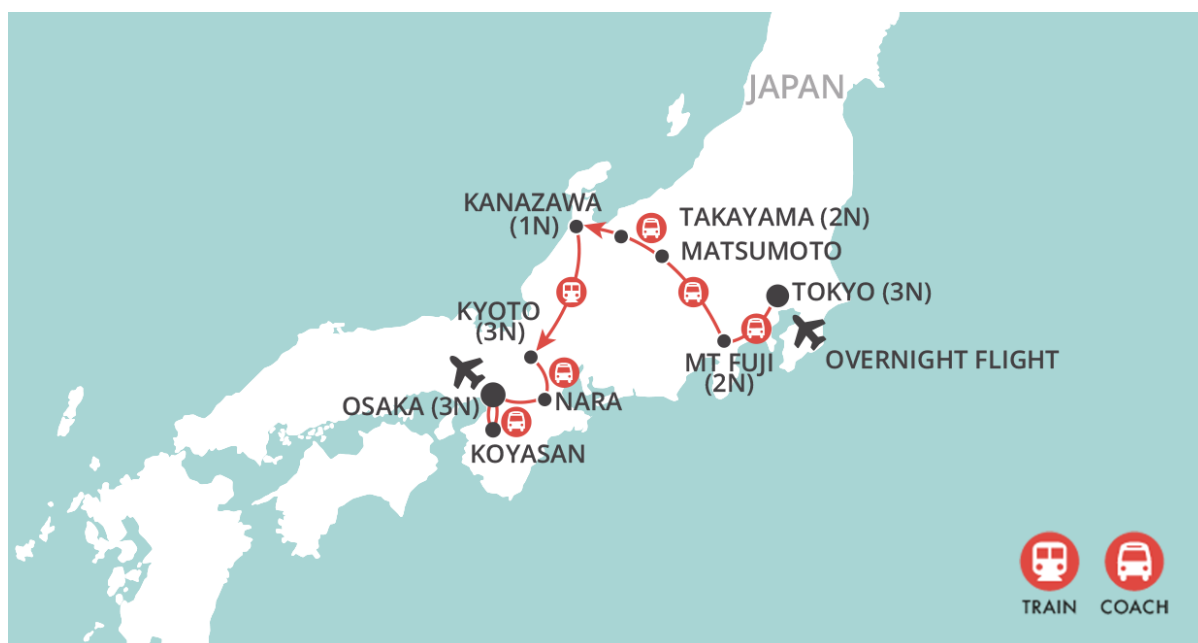 JAPAN
KANAZAWA
(1N)
TAKAYAMA (2N)
MATSUMOTO
TOKYO (3N)
KYOTO
(3N)
MT FUJI
(2N)
OVERNIGHT FLIGHT
OSAKA (3N)
NARA
KOYASAN
TRAIN
COACH